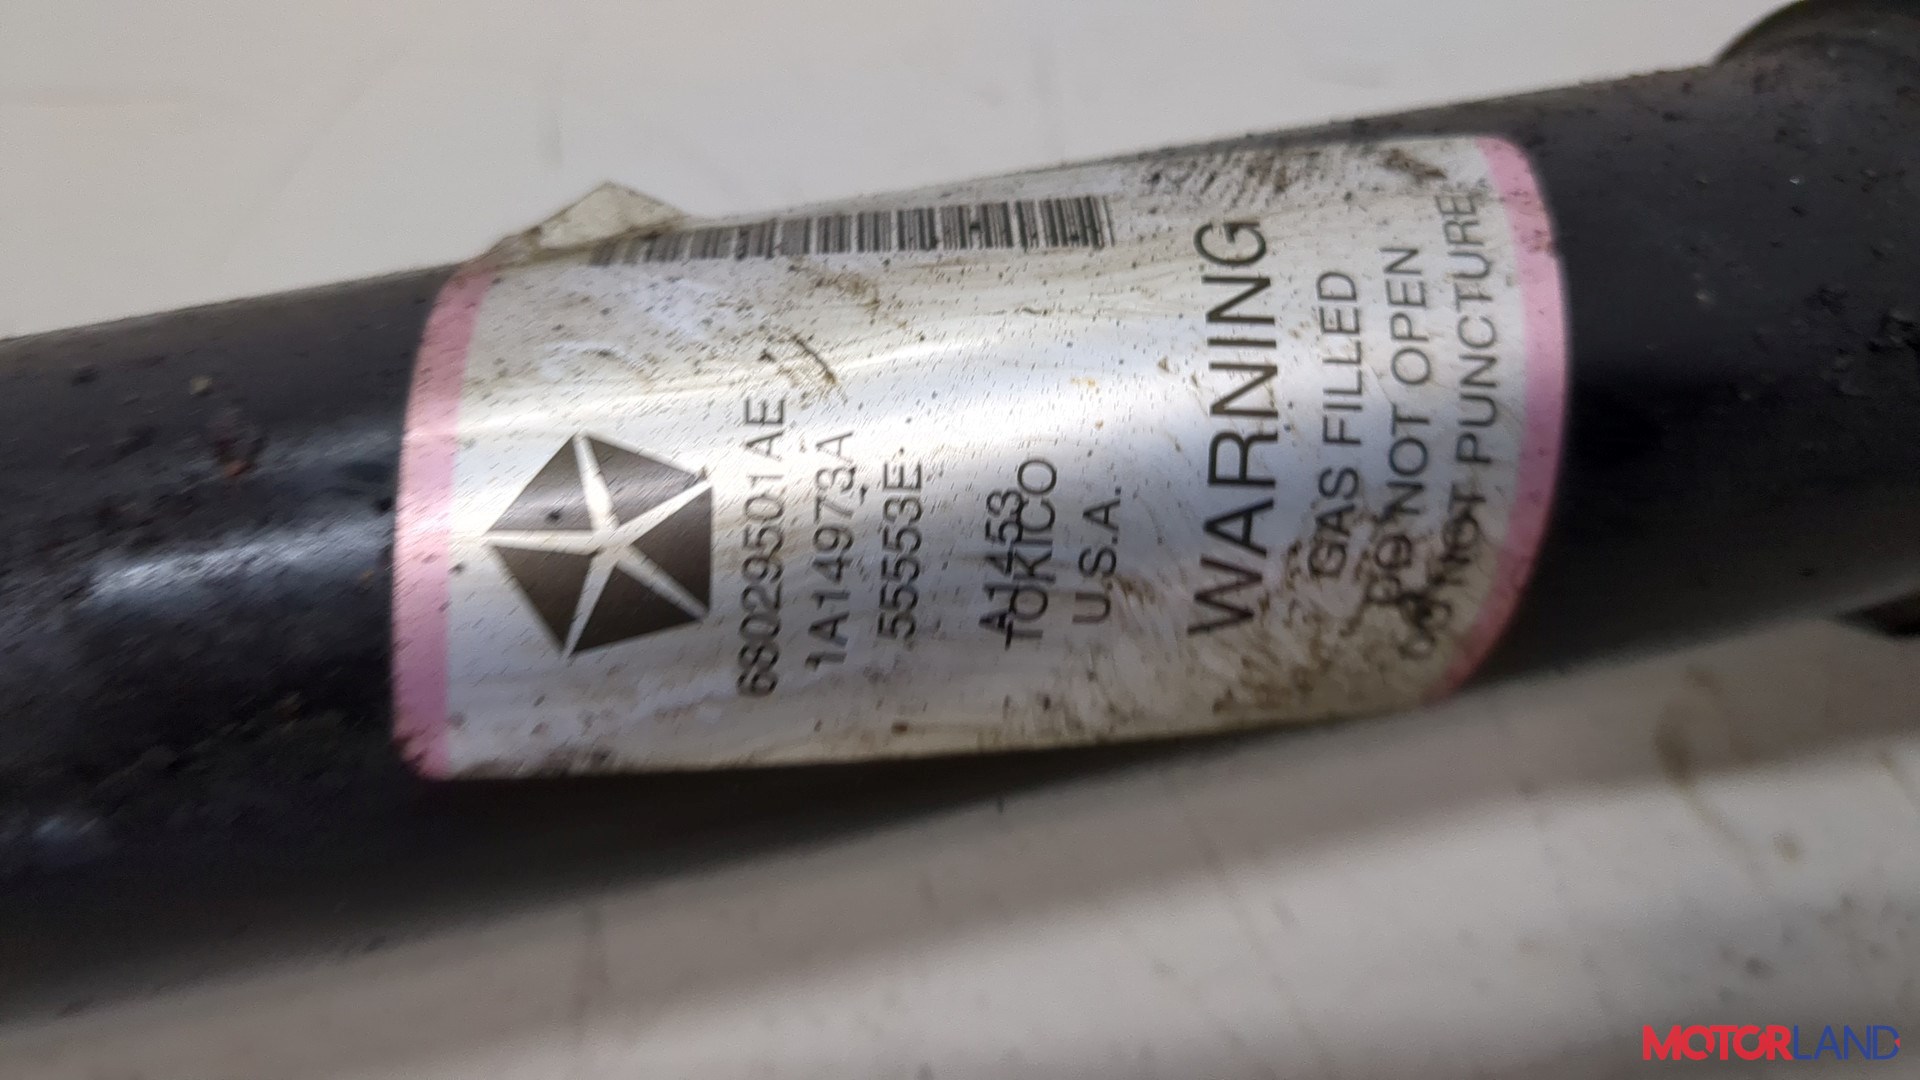 68029501AE
1A14973A
55553E
A1453
TOKICO
U.S.A.
WARNING
GAS FILLED
DO NOT OPEN
DO NOT PUNCTURE
MOTORLAND